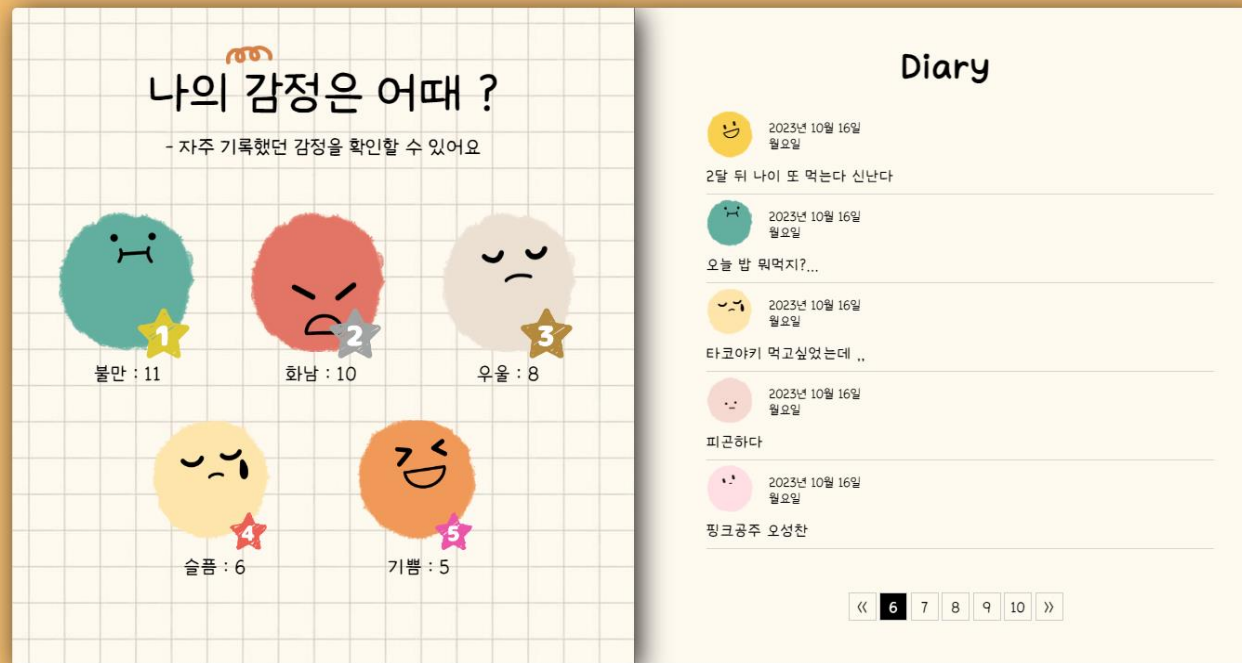 나의 감정은 어때 ?
- 자주 기록했던 감정을 확인할 수 있어요
1
2
3
불만 : 11
화남 : 10
우울 : 8
4
5
슬픔 : 6
기쁨 : 5
Diary
2023년 10월 16일
월요일
2달 뒤 나이 또 먹는다 신난다
2023년 10월 16일
월요일
오늘 밥 뭐먹지?...
2023년 10월 16일
월요일
타코야키 먹고싶었는데 ..
2023년 10월 16일
월요일
피곤하다
2023년 10월 16일
월요일
핑크공주 오성찬
« 6 7 8 9 10 »